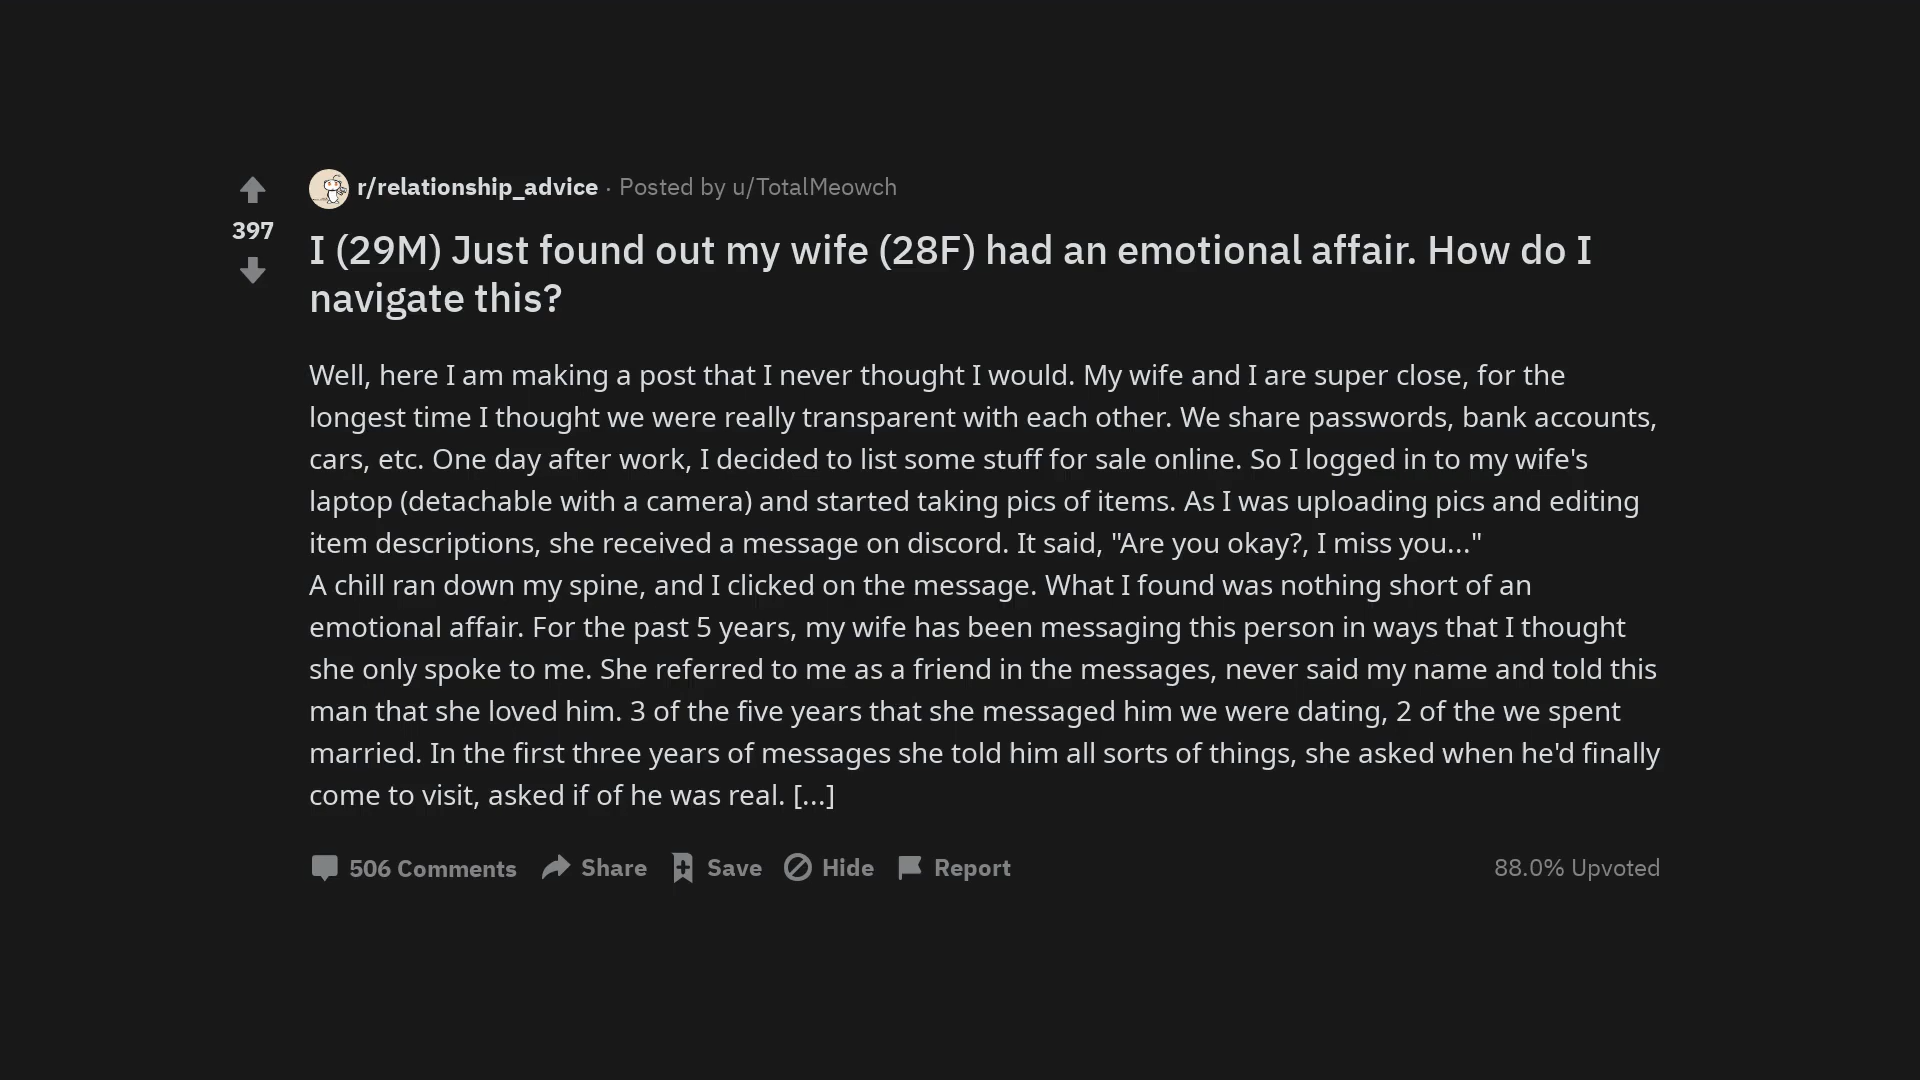 r/relationship_advice · Posted by u/TotalMeowch
397
I (29M) Just found out my wife (28F) had an emotional affair. How do I
navigate this?
Well, here I am making a post that I never thought I would. My wife and I are super close, for the
longest time I thought we were really transparent with each other. We share passwords, bank accounts,
cars, etc. One day after work, I decided to list some stuff for sale online. So I logged in to my wife's
laptop (detachable with a camera) and started taking pics of items. As I was uploading pics and editing
item descriptions, she received a message on discord. It said, "Are you okay?, I miss you..."
A chill ran down my spine, and I clicked on the message. What I found was nothing short of an
emotional affair. For the past 5 years, my wife has been messaging this person in ways that I thought
she only spoke to me. She referred to me as a friend in the messages, never said my name and told this
man that she loved him. 3 of the five years that she messaged him we were dating, 2 of the we spent
married. In the first three years of messages she told him all sorts of things, she asked when he'd finally
come to visit, asked if of he was real. [...]
506 Comments Share Save Hide Report 88.0% Upvoted